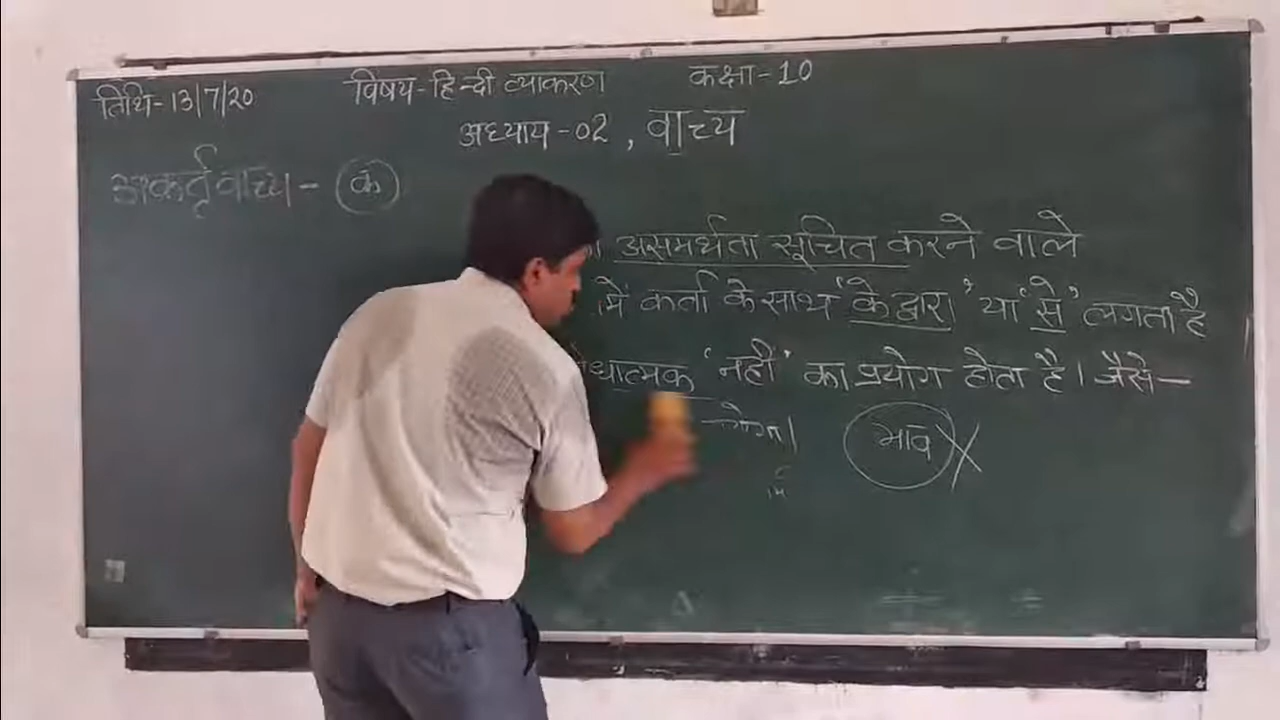 तिथि-13/7/20 विषय-हिन्दी व्याकरण कक्षा-10
अध्याय-02, वाच्य
अकर्तृवाच्य- क
असमर्थता सूचित करने वाले
में कर्ता के साथ 'के द्वारा' या 'से' लगता है
धात्मक 'नहीं' का प्रयोग होता है। जैसे—
भाव